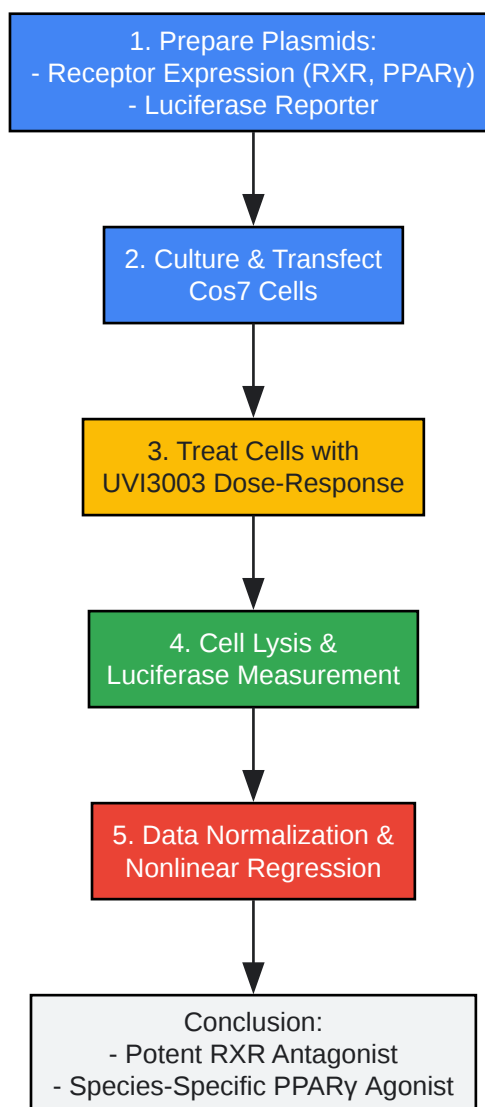 1. Prepare Plasmids:
- Receptor Expression (RXR, PPARγ)
- Luciferase Reporter
2. Culture & Transfect
Cos7 Cells
3. Treat Cells with
UVI3003 Dose-Response
4. Cell Lysis &
Luciferase Measurement
5. Data Normalization &
Nonlinear Regression
Conclusion:
- Potent RXR Antagonist
- Species-Specific PPARγ Agonist